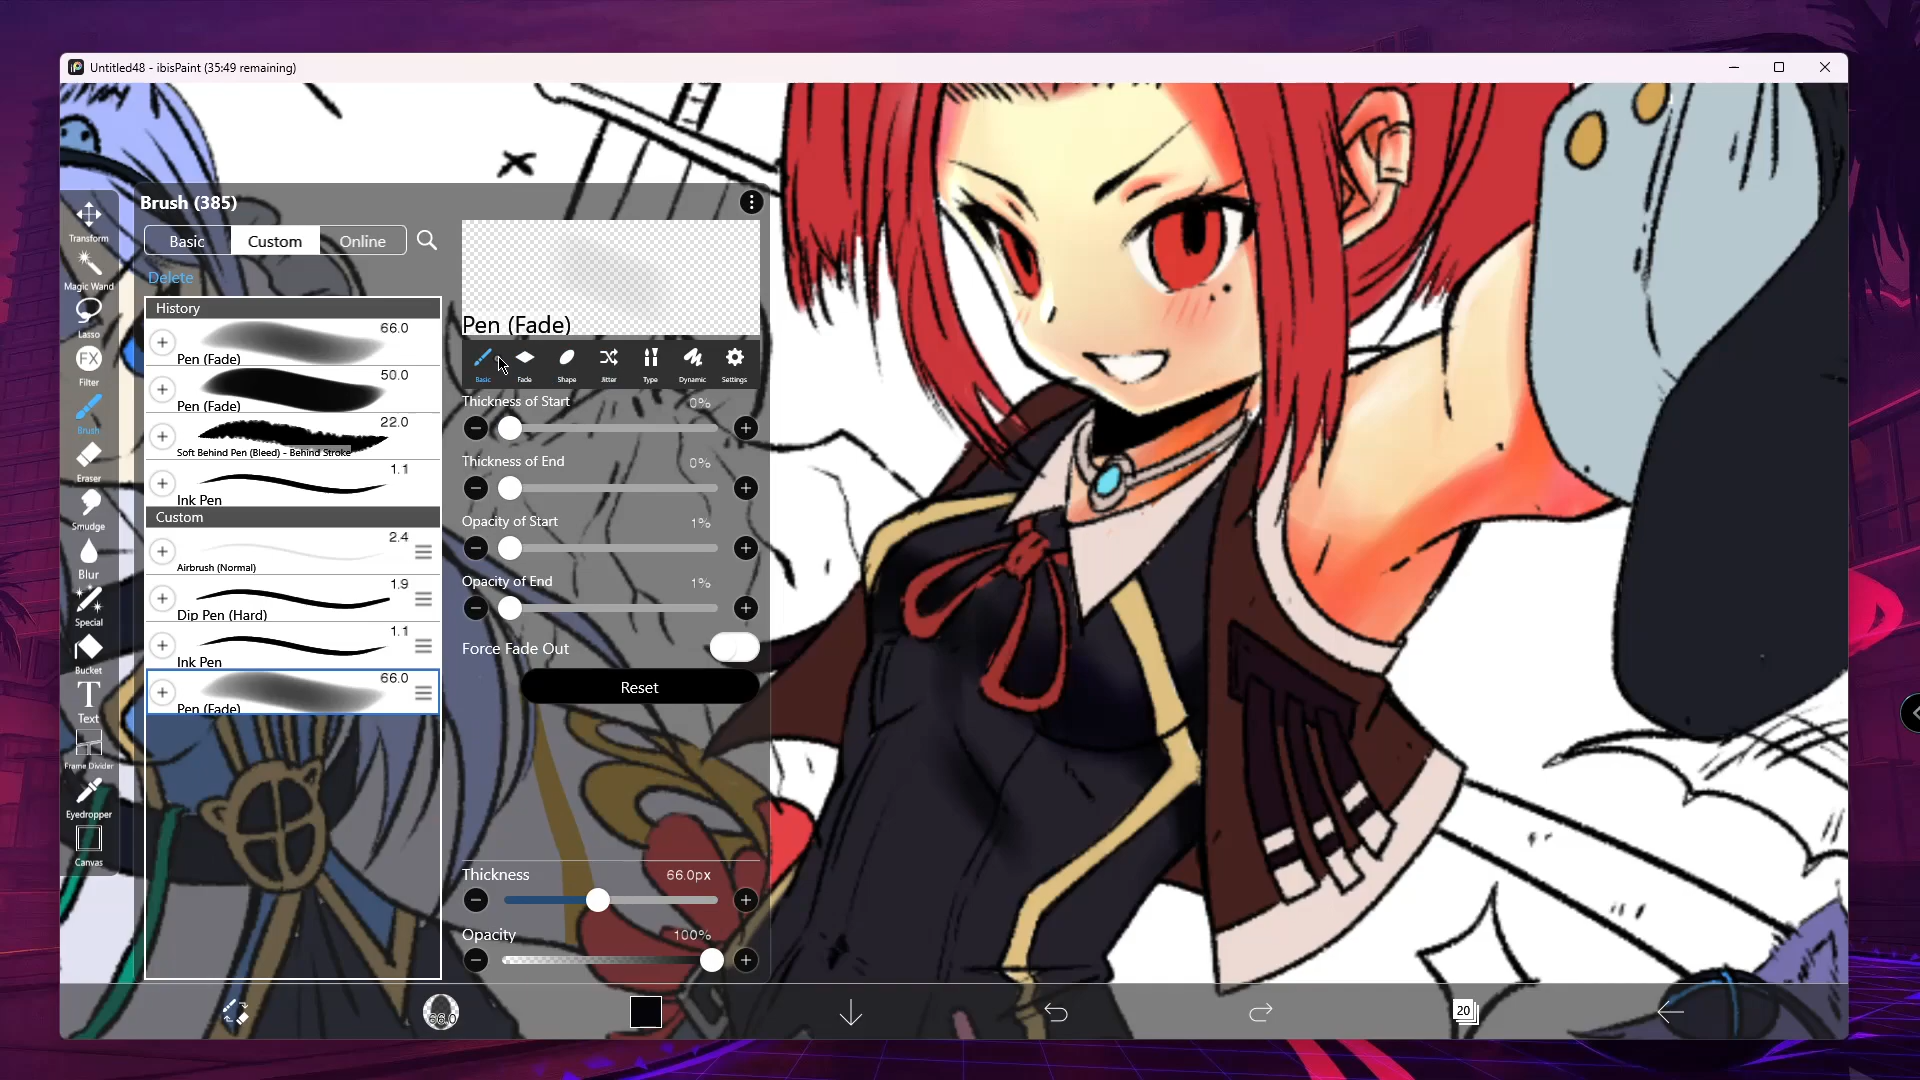 Untitled48 - ibisPaint (35:49 remaining)
Transform
Magic Wand
Lasso
FX
Filter
Brush
Eraser
Smudge
Blur
Special
Bucket
T
Text
Frame Divider
Eyedropper
Canvas
Brush (385)
Basic Custom Online
Delete
History
66.0
Pen (Fade)
50.0
Pen (Fade)
22.0
Soft Behind Pen (Bleed) - Behind Stroke
1.1
Ink Pen
Custom
2.4
Airbrush (Normal)
1.9
Dip Pen (Hard)
1.1
Ink Pen
66.0
Pen (Fade)
Pen (Fade)
Basic Fade Shape Jitter Type Dynamic Settings
Thickness of Start 0%
Thickness of End 0%
Opacity of Start 1%
Opacity of End 1%
Force Fade Out
Reset
Thickness 66.0px
Opacity 100%
66.0
20